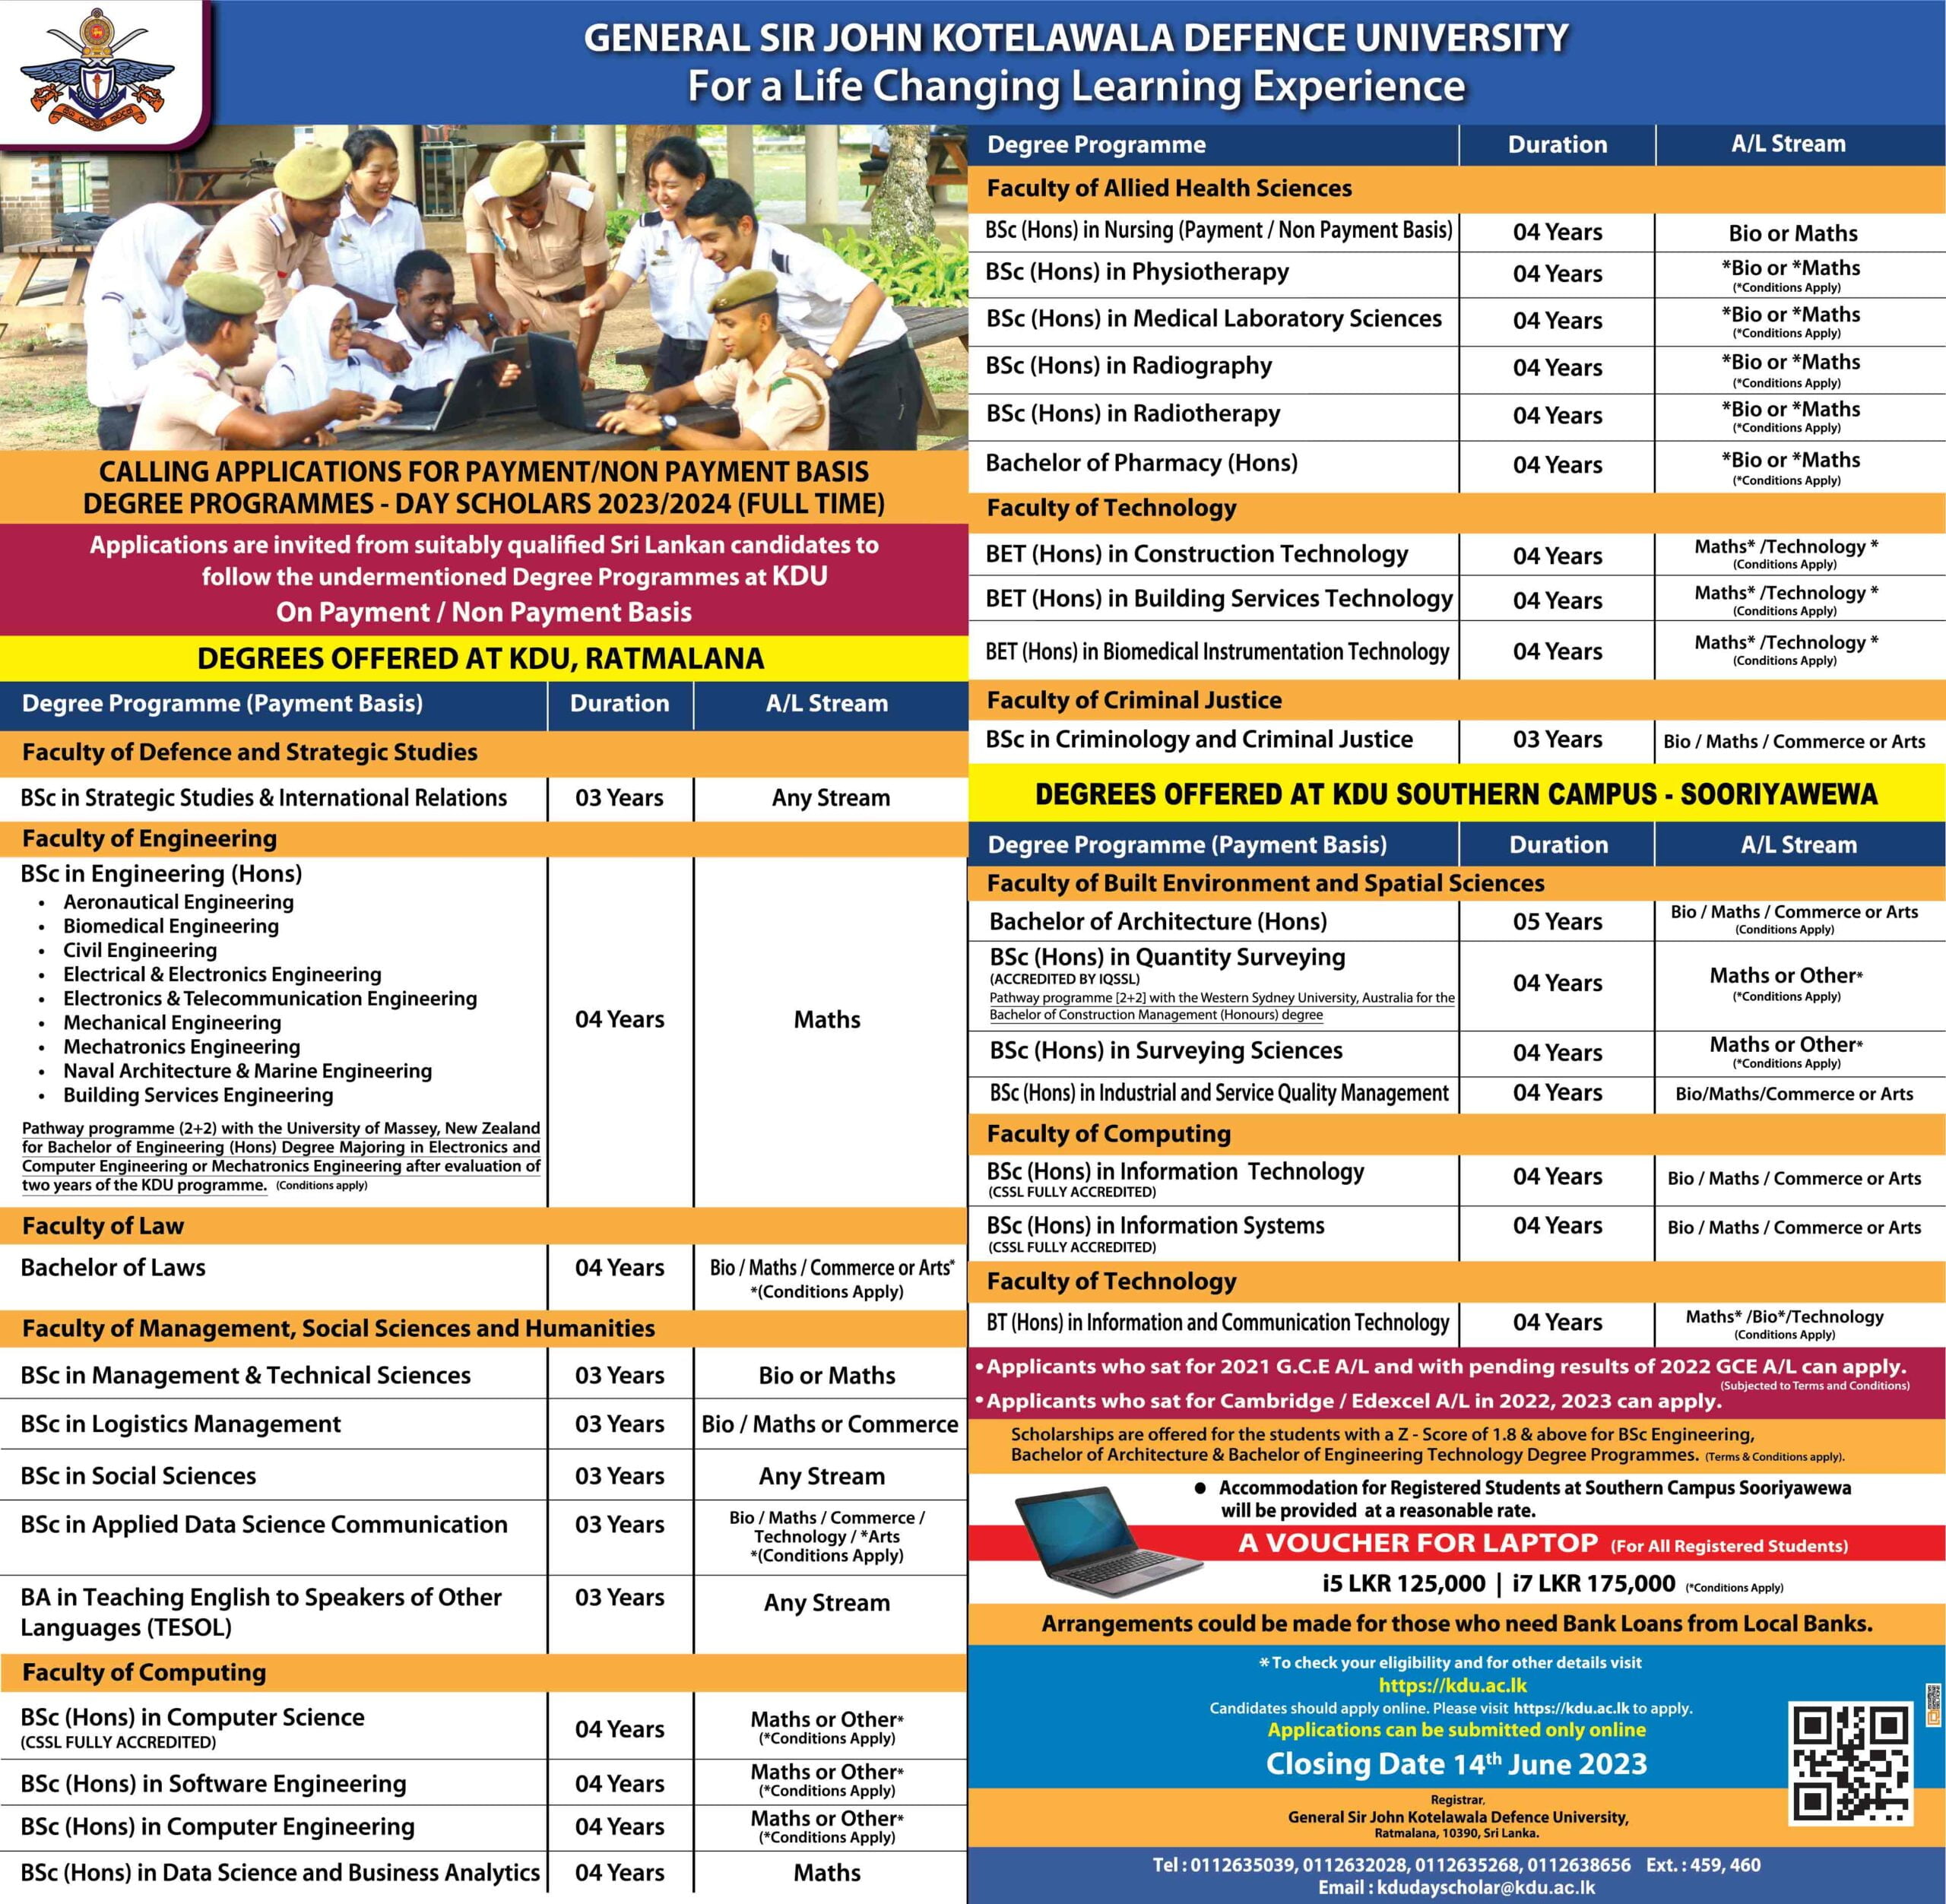 GENERAL SIR JOHN KOTELAWALA DEFENCE UNIVERSITY
For a Life Changing Learning Experience
CALLING APPLICATIONS FOR PAYMENT/NON PAYMENT BASIS
DEGREE PROGRAMMES - DAY SCHOLARS 2023/2024 (FULL TIME)
Applications are invited from suitably qualified Sri Lankan candidates to
follow the undermentioned Degree Programmes at KDU
On Payment / Non Payment Basis
DEGREES OFFERED AT KDU, RATMALANA
Degree Programme (Payment Basis) Duration A/L Stream
Faculty of Defence and Strategic Studies
BSc in Strategic Studies & International Relations 03 Years Any Stream
Faculty of Engineering
BSc in Engineering (Hons)
• Aeronautical Engineering
• Biomedical Engineering
• Civil Engineering
• Electrical & Electronics Engineering
• Electronics & Telecommunication Engineering
• Mechanical Engineering
• Mechatronics Engineering
• Naval Architecture & Marine Engineering
• Building Services Engineering
04 Years Maths
Pathway programme (2+2) with the University of Massey, New Zealand
for Bachelor of Engineering (Hons) Degree Majoring in Electronics and
Computer Engineering or Mechatronics Engineering after evaluation of
two years of the KDU programme. (Conditions apply)
Faculty of Law
Bachelor of Laws 04 Years Bio / Maths / Commerce or Arts*
*(Conditions Apply)
Faculty of Management, Social Sciences and Humanities
BSc in Management & Technical Sciences 03 Years Bio or Maths
BSc in Logistics Management 03 Years Bio / Maths or Commerce
BSc in Social Sciences 03 Years Any Stream
BSc in Applied Data Science Communication 03 Years Bio / Maths / Commerce /
Technology / *Arts
*(Conditions Apply)
BA in Teaching English to Speakers of Other 03 Years Any Stream
Languages (TESOL)
Faculty of Computing
BSc (Hons) in Computer Science 04 Years Maths or Other*
(CSSL FULLY ACCREDITED) (*Conditions Apply)
BSc (Hons) in Software Engineering 04 Years Maths or Other*
(*Conditions Apply)
BSc (Hons) in Computer Engineering 04 Years Maths or Other*
(*Conditions Apply)
BSc (Hons) in Data Science and Business Analytics 04 Years Maths
Degree Programme Duration A/L Stream
Faculty of Allied Health Sciences
BSc (Hons) in Nursing (Payment / Non Payment Basis) 04 Years Bio or Maths
BSc (Hons) in Physiotherapy 04 Years *Bio or *Maths
(*Conditions Apply)
BSc (Hons) in Medical Laboratory Sciences 04 Years *Bio or *Maths
(*Conditions Apply)
BSc (Hons) in Radiography 04 Years *Bio or *Maths
(*Conditions Apply)
BSc (Hons) in Radiotherapy 04 Years *Bio or *Maths
(*Conditions Apply)
Bachelor of Pharmacy (Hons) 04 Years *Bio or *Maths
(*Conditions Apply)
Faculty of Technology
BET (Hons) in Construction Technology 04 Years Maths* /Technology *
(Conditions Apply)
BET (Hons) in Building Services Technology 04 Years Maths* /Technology *
(Conditions Apply)
BET (Hons) in Biomedical Instrumentation Technology 04 Years Maths* /Technology *
(Conditions Apply)
Faculty of Criminal Justice
BSc in Criminology and Criminal Justice 03 Years Bio / Maths / Commerce or Arts
DEGREES OFFERED AT KDU SOUTHERN CAMPUS - SOORIYAWEWA
Degree Programme (Payment Basis) Duration A/L Stream
Faculty of Built Environment and Spatial Sciences
Bachelor of Architecture (Hons) 05 Years Bio / Maths / Commerce or Arts
(Conditions Apply)
BSc (Hons) in Quantity Surveying
(ACCREDITED BY IQSSL) 04 Years Maths or Other*
(*Conditions Apply)
Pathway programme [2+2] with the Western Sydney University, Australia for the
Bachelor of Construction Management (Honours) degree
BSc (Hons) in Surveying Sciences 04 Years Maths or Other*
(*Conditions Apply)
BSc (Hons) in Industrial and Service Quality Management 04 Years Bio/Maths/Commerce or Arts
Faculty of Computing
BSc (Hons) in Information Technology 04 Years Bio / Maths / Commerce or Arts
(CSSL FULLY ACCREDITED)
BSc (Hons) in Information Systems 04 Years Bio / Maths / Commerce or Arts
(CSSL FULLY ACCREDITED)
Faculty of Technology
BT (Hons) in Information and Communication Technology 04 Years Maths* /Bio*/Technology
(Conditions Apply)
• Applicants who sat for 2021 G.C.E A/L and with pending results of 2022 GCE A/L can apply.
(Subjected to Terms and Conditions)
• Applicants who sat for Cambridge / Edexcel A/L in 2022, 2023 can apply.
Scholarships are offered for the students with a Z - Score of 1.8 & above for BSc Engineering,
Bachelor of Architecture & Bachelor of Engineering Technology Degree Programmes. (Terms & Conditions apply).
● Accommodation for Registered Students at Southern Campus Sooriyawewa
will be provided at a reasonable rate.
A VOUCHER FOR LAPTOP (For All Registered Students)
i5 LKR 125,000 | i7 LKR 175,000 (*Conditions Apply)
Arrangements could be made for those who need Bank Loans from Local Banks.
* To check your eligibility and for other details visit
https://kdu.ac.lk
Candidates should apply online. Please visit https://kdu.ac.lk to apply.
Applications can be submitted only online
Closing Date 14th June 2023
Registrar,
General Sir John Kotelawala Defence University,
Ratmalana, 10390, Sri Lanka.
Tel : 0112635039, 0112632028, 0112635268, 0112638656 Ext. : 459, 460
Email : kdudayscholar@kdu.ac.lk